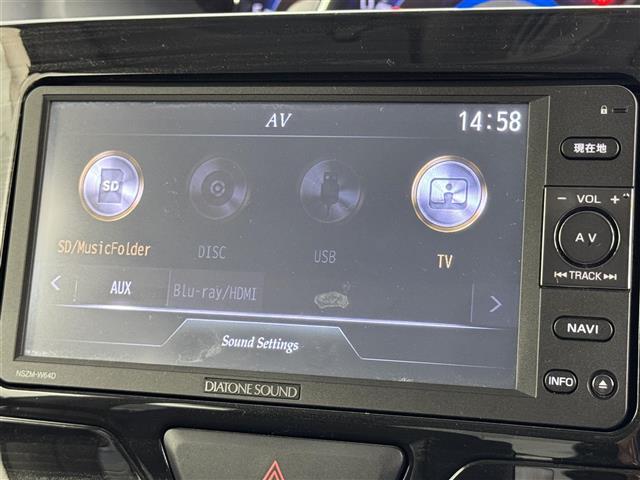 AV
14:58
SD
SD/MusicFolder
DISC
USB
TV
AUX
Blu-ray/HDMI
Sound Settings
NSZM-W64D
DIATONE SOUND
現在地
− VOL +
AV
TRACK
NAVI
INFO